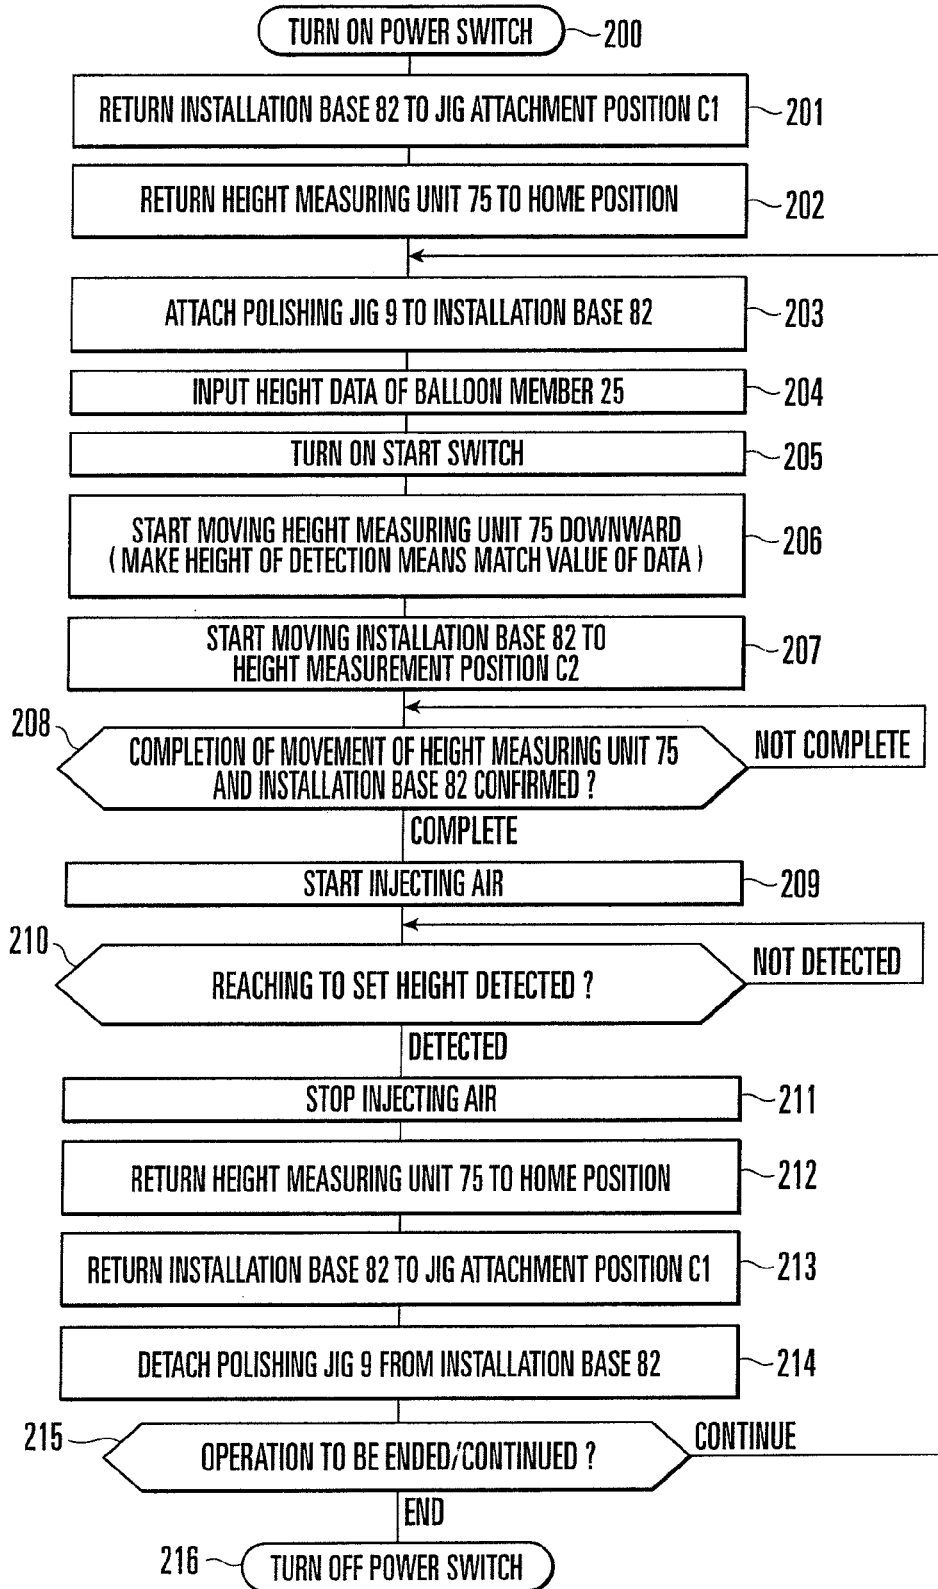 TURN ON POWER SWITCH 200
RETURN INSTALLATION BASE 82 TO JIG ATTACHMENT POSITION C1 201
RETURN HEIGHT MEASURING UNIT 75 TO HOME POSITION 202
ATTACH POLISHING JIG 9 TO INSTALLATION BASE 82 203
INPUT HEIGHT DATA OF BALLOON MEMBER 25 204
TURN ON START SWITCH 205
START MOVING HEIGHT MEASURING UNIT 75 DOWNWARD
( MAKE HEIGHT OF DETECTION MEANS MATCH VALUE OF DATA ) 206
START MOVING INSTALLATION BASE 82 TO
HEIGHT MEASUREMENT POSITION C2 207
208
COMPLETION OF MOVEMENT OF HEIGHT MEASURING UNIT 75
AND INSTALLATION BASE 82 CONFIRMED ?
NOT COMPLETE
COMPLETE
START INJECTING AIR 209
210
REACHING TO SET HEIGHT DETECTED ?
NOT DETECTED
DETECTED
STOP INJECTING AIR 211
RETURN HEIGHT MEASURING UNIT 75 TO HOME POSITION 212
RETURN INSTALLATION BASE 82 TO JIG ATTACHMENT POSITION C1 213
DETACH POLISHING JIG 9 FROM INSTALLATION BASE 82 214
215
OPERATION TO BE ENDED/CONTINUED ?
CONTINUE
END
216 TURN OFF POWER SWITCH